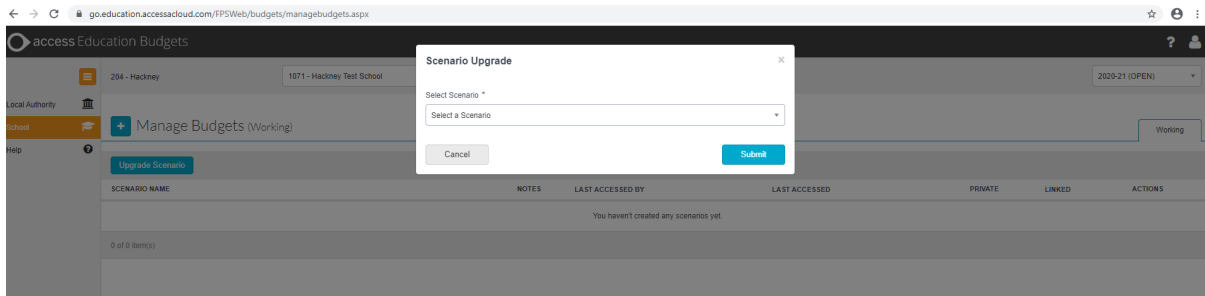 go.education.accessacloud.com/FPSWeb/budgets/managebudgets.aspx
access Education Budgets
?
Scenario Upgrade
×
204 - Hackney
1071 - Hackney Test School
2020-21 (OPEN)
Select Scenario *
Select a Scenario
Local Authority
School
Help
+ Manage Budgets (Working)
Working
Cancel
Submit
Upgrade Scenario
SCENARIO NAME NOTES LAST ACCESSED BY LAST ACCESSED PRIVATE LINKED ACTIONS
You haven't created any scenarios yet.
0 of 0 item(s)